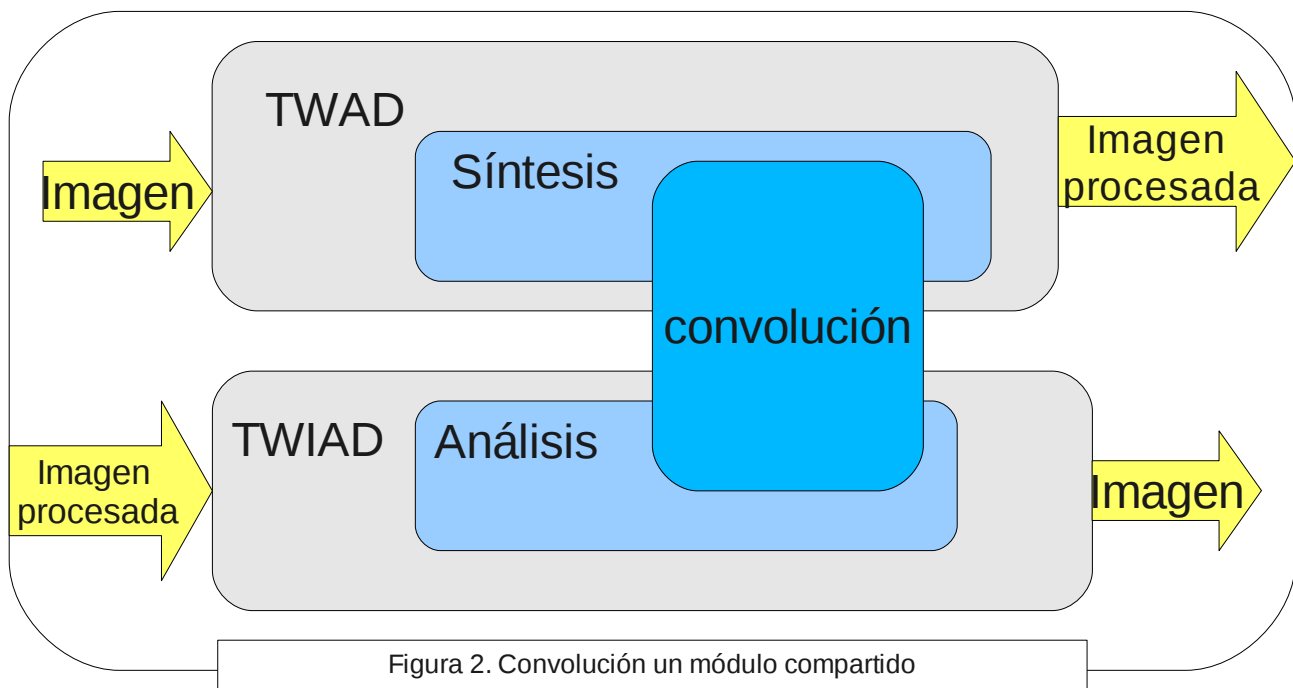 TWAD
Síntesis
Imagen
Imagen
procesada
convolución
TWIAD
Análisis
Imagen
procesada
Imagen
Figura 2. Convolución un módulo compartido